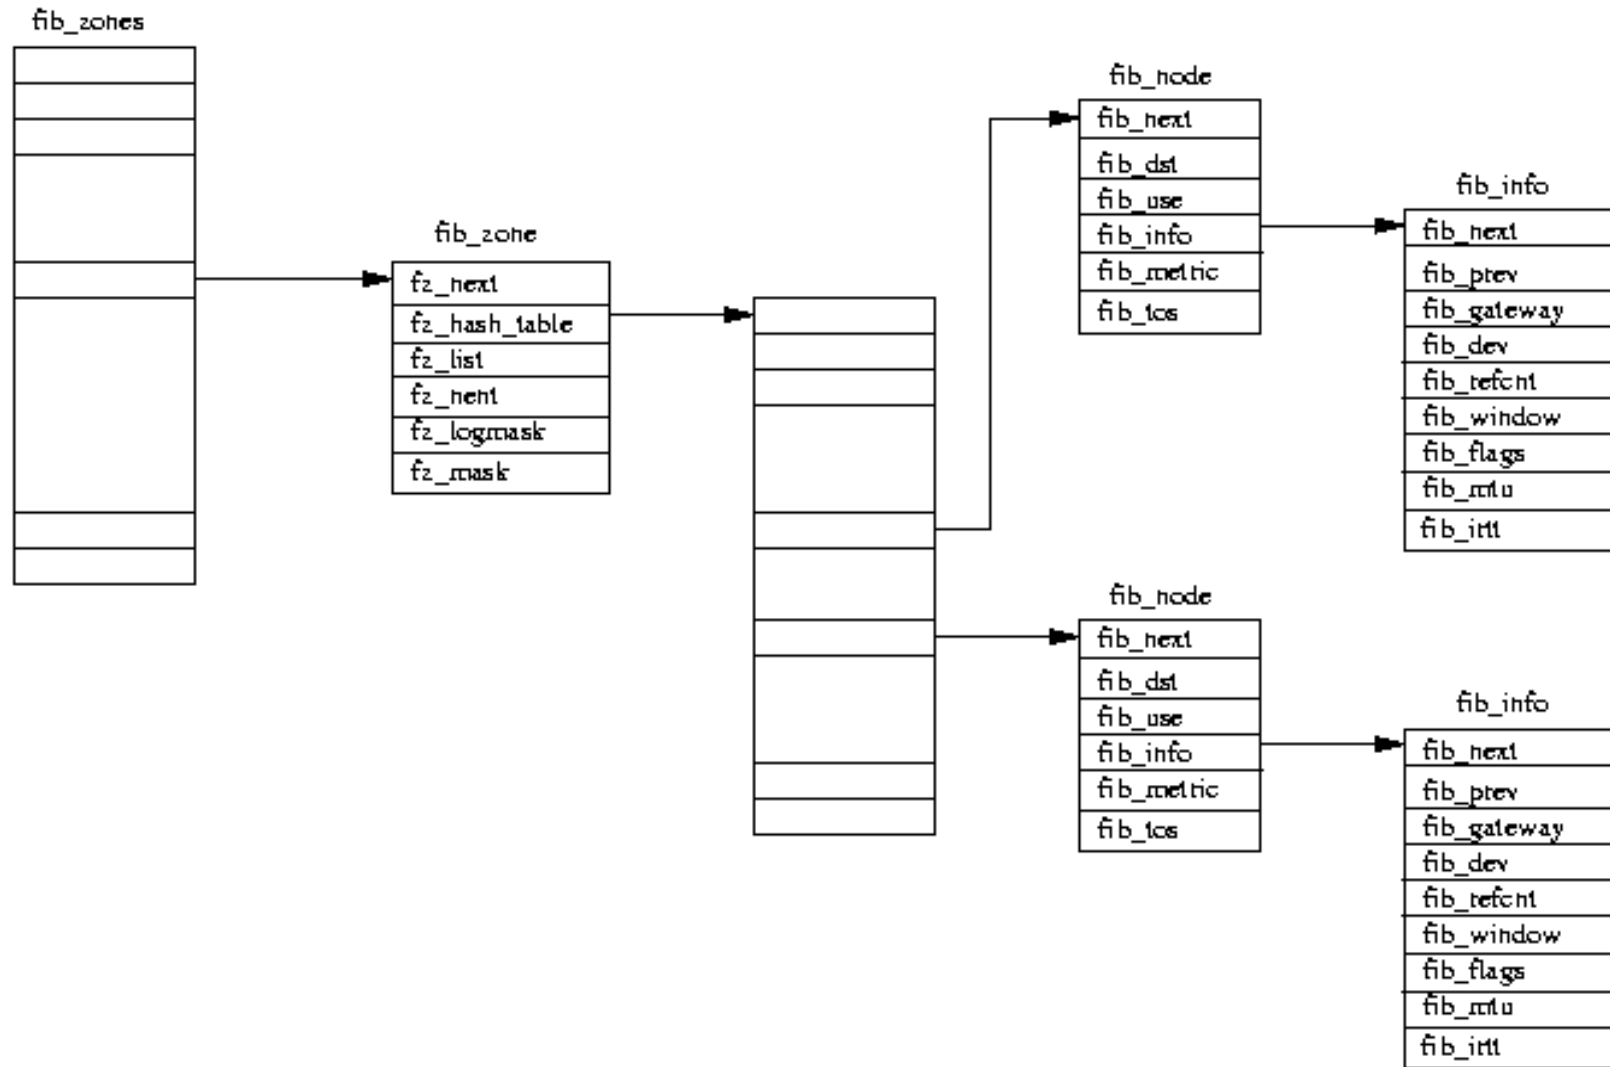 fib_zones
fib_zone
fz_next
fz_hash_table
fz_list
fz_nent
fz_logmask
fz_mask
fib_node
fib_next
fib_dst
fib_use
fib_info
fib_metric
fib_tos
fib_info
fib_next
fib_prev
fib_gateway
fib_dev
fib_refcnt
fib_window
fib_flags
fib_mtu
fib_irtt
fib_node
fib_next
fib_dst
fib_use
fib_info
fib_metric
fib_tos
fib_info
fib_next
fib_prev
fib_gateway
fib_dev
fib_refcnt
fib_window
fib_flags
fib_mtu
fib_irtt